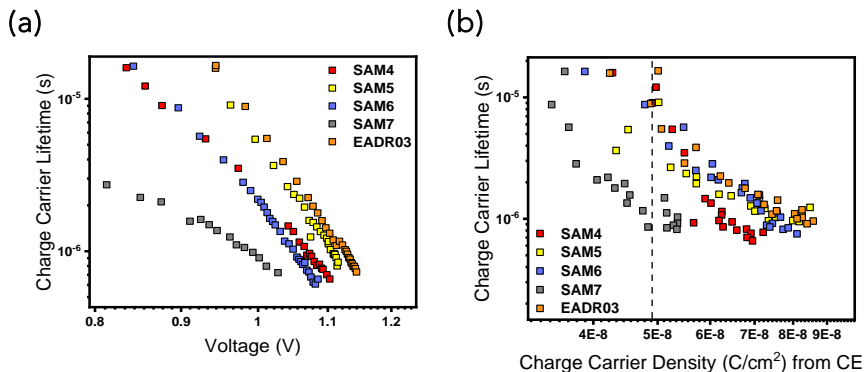 (a)
(b)
SAM4
SAM5
SAM6
SAM7
EADR03
10⁻⁵
10⁻⁶
Charge Carrier Lifetime (s)
0.8 0.9 1 1.1 1.2
Voltage (V)
10⁻⁵
10⁻⁶
Charge Carrier Lifetime (s)
SAM4
SAM5
SAM6
SAM7
EADR03
4E-8 5E-8 6E-8 7E-8 8E-8 9E-8
Charge Carrier Density (C/cm²) from CE